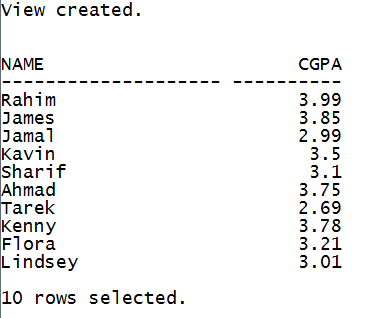 View created.
NAME CGPA
-------------------- ----------
Rahim 3.99
James 3.85
Jamal 2.99
Kavin 3.5
Sharif 3.1
Ahmad 3.75
Tarek 2.69
Kenny 3.78
Flora 3.21
Lindsey 3.01
10 rows selected.